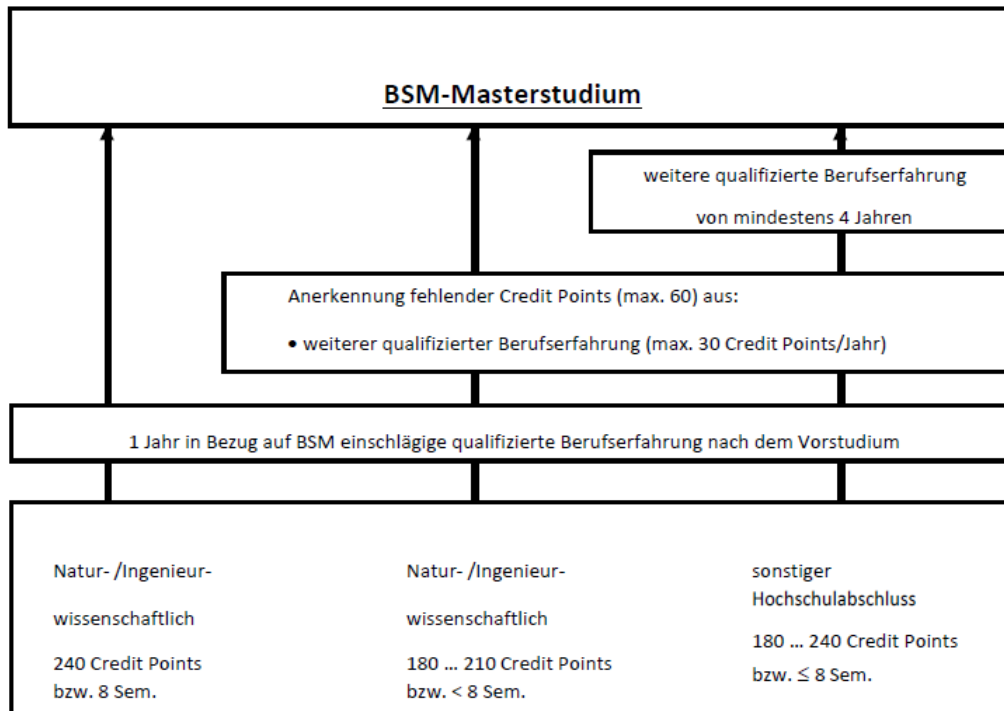 BSM-Masterstudium
weitere qualifizierte Berufserfahrung
von mindestens 4 Jahren
Anerkennung fehlender Credit Points (max. 60) aus:
• weiterer qualifizierter Berufserfahrung (max. 30 Credit Points/Jahr)
1 Jahr in Bezug auf BSM einschlägige qualifizierte Berufserfahrung nach dem Vorstudium
Natur- /Ingenieur-
wissenschaftlich
240 Credit Points
bzw. 8 Sem.
Natur- /Ingenieur-
wissenschaftlich
180 ... 210 Credit Points
bzw. < 8 Sem.
sonstiger
Hochschulabschluss
180 ... 240 Credit Points
bzw. ≤ 8 Sem.